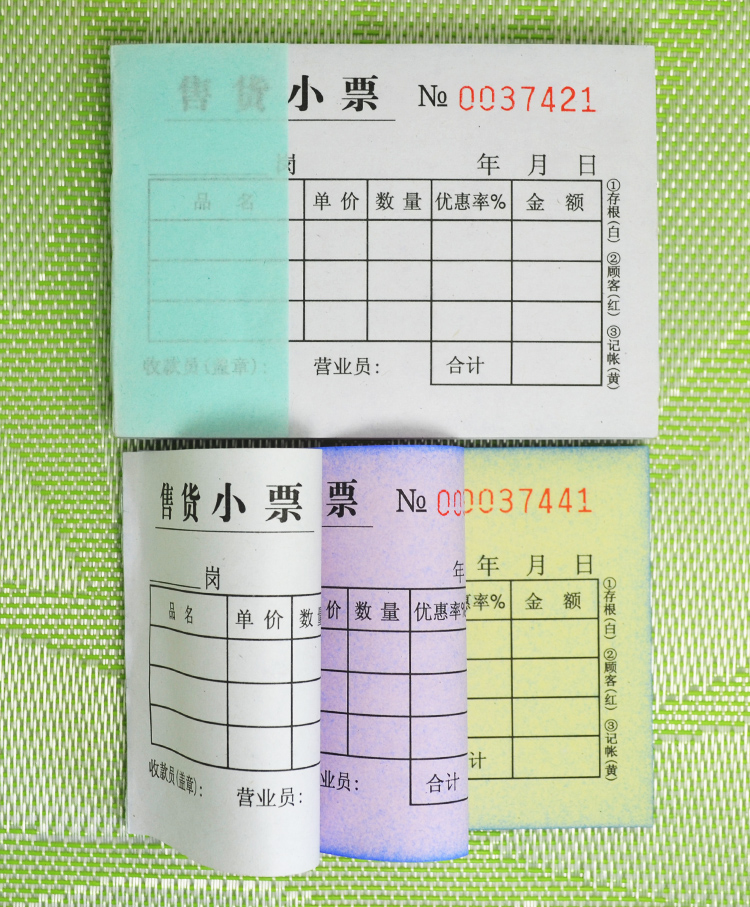 售货小票 № 0037421
岗 年 月 日
品名 单价 数量 优惠率% 金额
收款员(盖章): 营业员: 合计
①存根(白) ②顾客(红) ③记帐(黄)
售货小票 票 № 000037441
岗 年 年 月 日
品名 单价 数 价 数量 优惠率% 惠率% 金额
收款员(盖章): 营业员: 业员: 合计 计
①存根(白) ②顾客(红) ③记帐(黄)